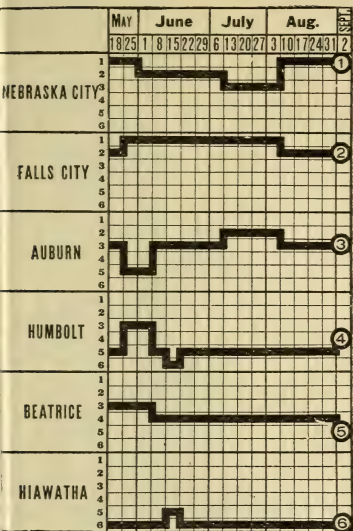 MAY June July Aug. SEPT.
18 25 1 8 15 22 29 6 13 20 27 3 10 17 24 31 2
NEBRASKA CITY 1 2 3 4 5 6 ①
FALLS CITY 1 2 3 4 5 6 ②
AUBURN 1 2 3 4 5 6 ③
HUMBOLT 1 2 3 4 5 6 ④
BEATRICE 1 2 3 4 5 6 ⑤
HIAWATHA 1 2 3 4 5 6 ⑥